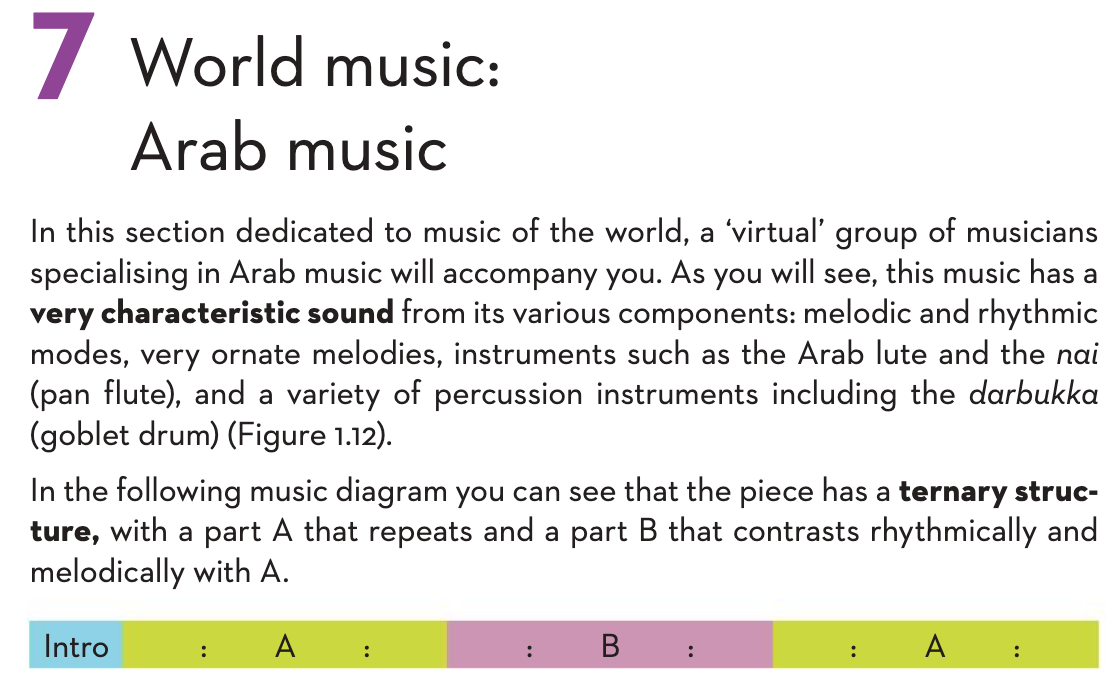 7 World music:
Arab music
In this section dedicated to music of the world, a ‘virtual’ group of musicians
specialising in Arab music will accompany you. As you will see, this music has a
very characteristic sound from its various components: melodic and rhythmic
modes, very ornate melodies, instruments such as the Arab lute and the nai
(pan flute), and a variety of percussion instruments including the darbukka
(goblet drum) (Figure 1.12).
In the following music diagram you can see that the piece has a ternary struc-
ture, with a part A that repeats and a part B that contrasts rhythmically and
melodically with A.
Intro : A : : B : : A :